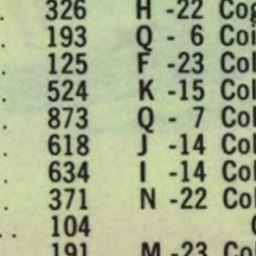 . 326 H -22 Cog
. 193 Q - 6 Coi
. 125 F -23 Col
. 524 K -15 Col
. 873 Q - 7 Col
. 618 J -14 Col
. 634 I -14 Col
. 371 N -22 Col
. . 104 C
191 M -23 Col